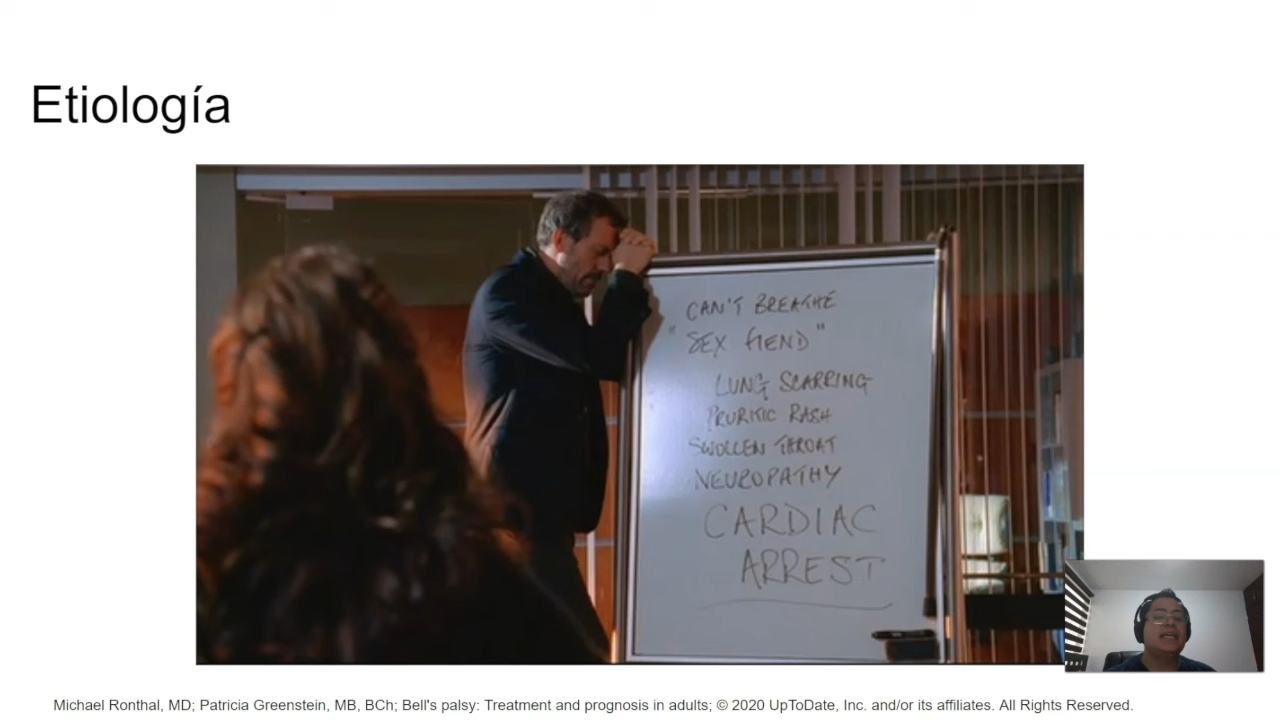 Etiología
CAN'T BREATHE
"SEX FIEND"
LUNG SCARRING
PRURITIC RASH
SWOLLEN THROAT
NEUROPATHY
CARDIAC
ARREST
Michael Ronthal, MD; Patricia Greenstein, MB, BCh; Bell's palsy: Treatment and prognosis in adults; © 2020 UpToDate, Inc. and/or its affiliates. All Rights Reserved.